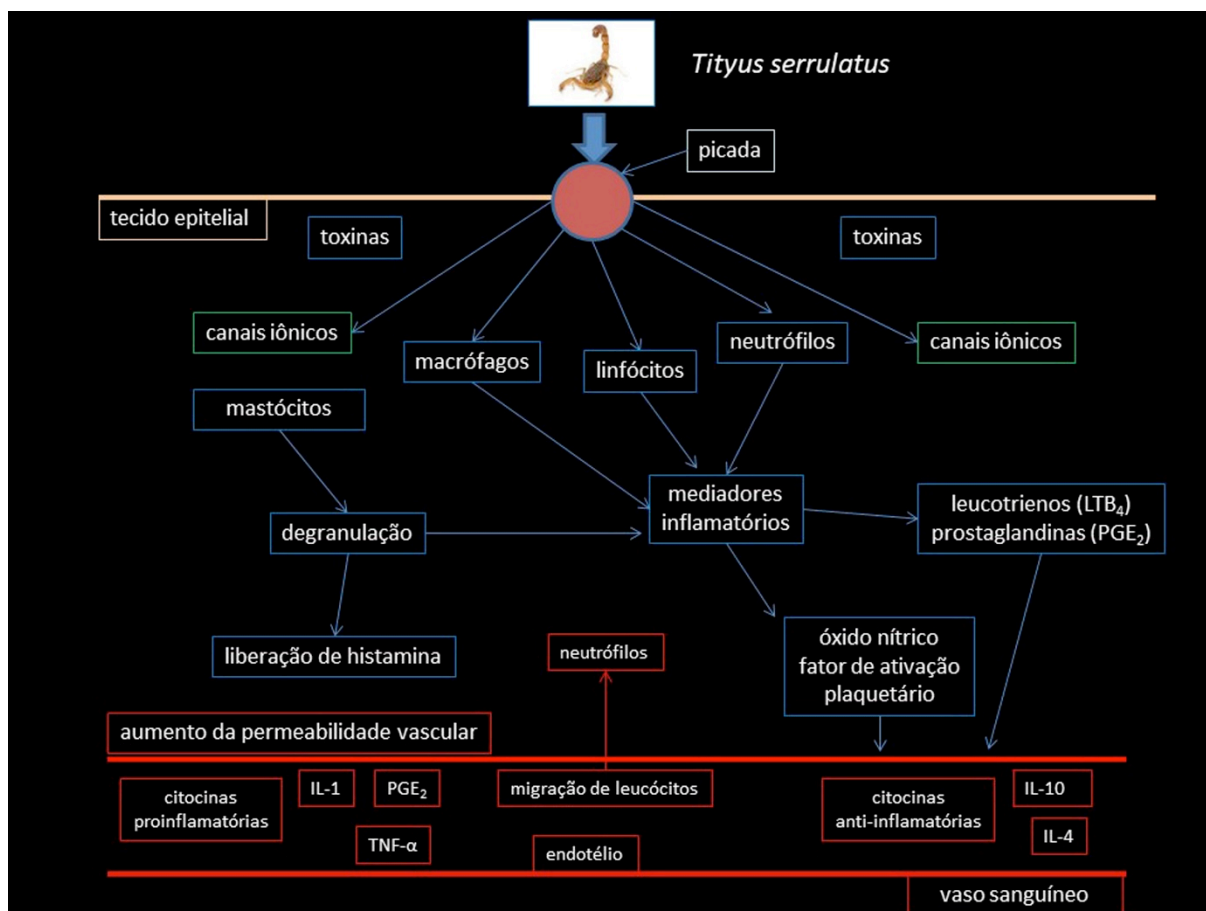 Tityus serrulatus
picada
tecido epitelial
toxinas
toxinas
canais iônicos
macrófagos
linfócitos
neutrófilos
canais iônicos
mastócitos
degranulação
mediadores
inflamatórios
leucotrienos (LTB₄)
prostaglandinas (PGE₂)
liberação de histamina
neutrófilos
óxido nítrico
fator de ativação
plaquetário
aumento da permeabilidade vascular
citocinas
proinflamatórias
IL-1
PGE₂
TNF-α
migração de leucócitos
endotélio
citocinas
anti-inflamatórias
IL-10
IL-4
vaso sanguíneo